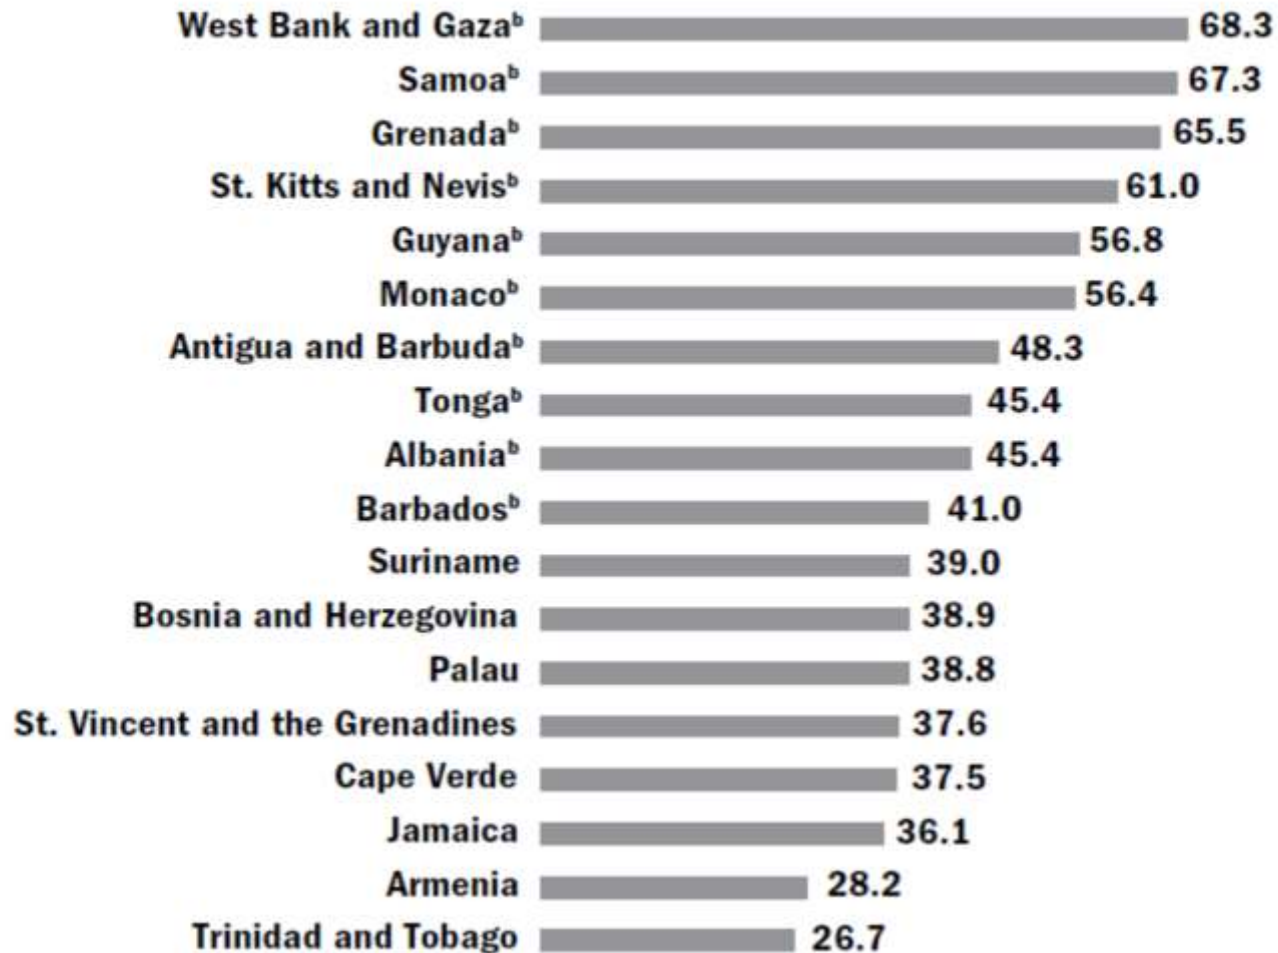 West Bank and Gazaᵇ 68.3
Samoaᵇ 67.3
Grenadaᵇ 65.5
St. Kitts and Nevisᵇ 61.0
Guyanaᵇ 56.8
Monacoᵇ 56.4
Antigua and Barbudaᵇ 48.3
Tongaᵇ 45.4
Albaniaᵇ 45.4
Barbadosᵇ 41.0
Suriname 39.0
Bosnia and Herzegovina 38.9
Palau 38.8
St. Vincent and the Grenadines 37.6
Cape Verde 37.5
Jamaica 36.1
Armenia 28.2
Trinidad and Tobago 26.7